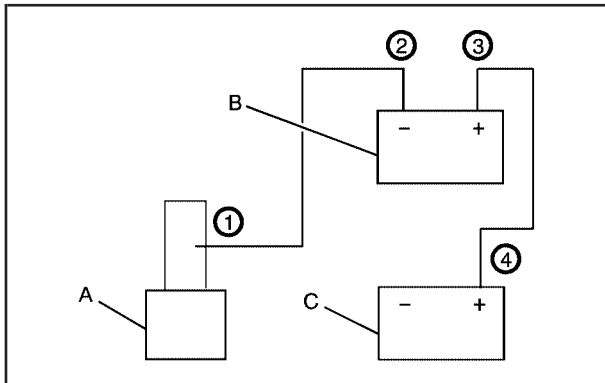 ② ③
B
− +
①
④
A
C
− +